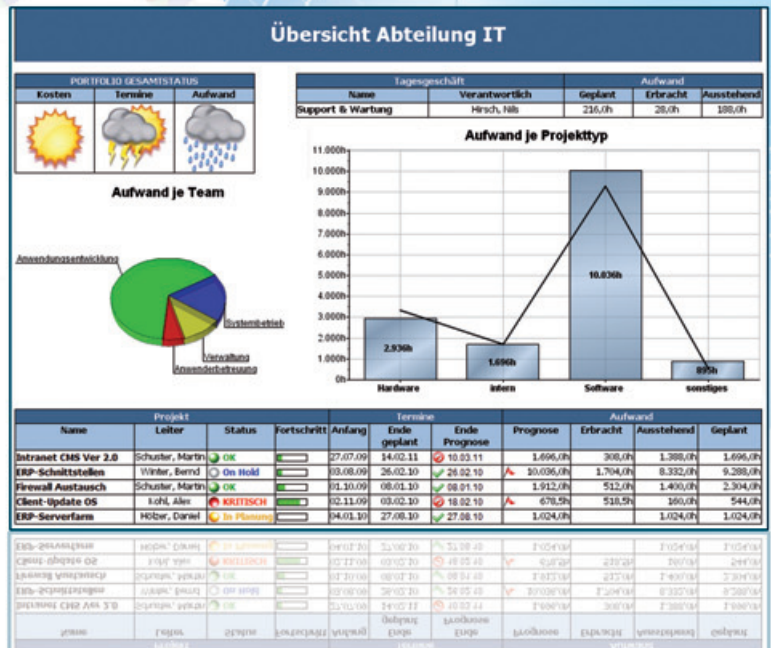 Übersicht Abteilung IT
PORTFOLIO GESAMTSTATUS
Kosten Termine Aufwand
Tagesgeschäft Aufwand
Name Verantwortlich Geplant Erbracht Ausstehend
Support & Wartung Hirsch, Nils 216,0h 28,0h 188,0h
Aufwand je Team
Anwendungsentwicklung
Systembetrieb
Verwaltung
Anwenderbetreuung
Aufwand je Projekttyp
11.000h
10.000h
9.000h
8.000h
7.000h
6.000h
5.000h
4.000h
3.000h
2.000h
1.000h
0h
2.936h
1.696h
10.036h
895h
Hardware intern Software sonstiges
Projekt Termine Aufwand
Name Leiter Status Fortschritt Anfang Ende geplant Ende Prognose Prognose Erbracht Ausstehend Geplant
Intranet CMS Ver 2.0 Schuster, Martin OK 27.07.09 14.02.11 10.03.11 1.696,0h 308,0h 1.388,0h 1.696,0h
ERP-Schnittstellen Winter, Bernd On Hold 03.08.09 26.02.10 26.02.10 10.036,0h 1.704,0h 8.332,0h 9.288,0h
Firewall Austausch Schuster, Martin OK 01.10.09 08.01.10 08.01.10 1.912,0h 512,0h 1.400,0h 2.304,0h
Client-Update OS Kohl, Alex KRITISCH 02.11.09 03.02.10 18.02.10 678,5h 518,5h 160,0h 544,0h
ERP-Serverfarm Hölzer, Daniel In Planung 04.01.10 27.08.10 27.08.10 1.024,0h 1.024,0h 1.024,0h